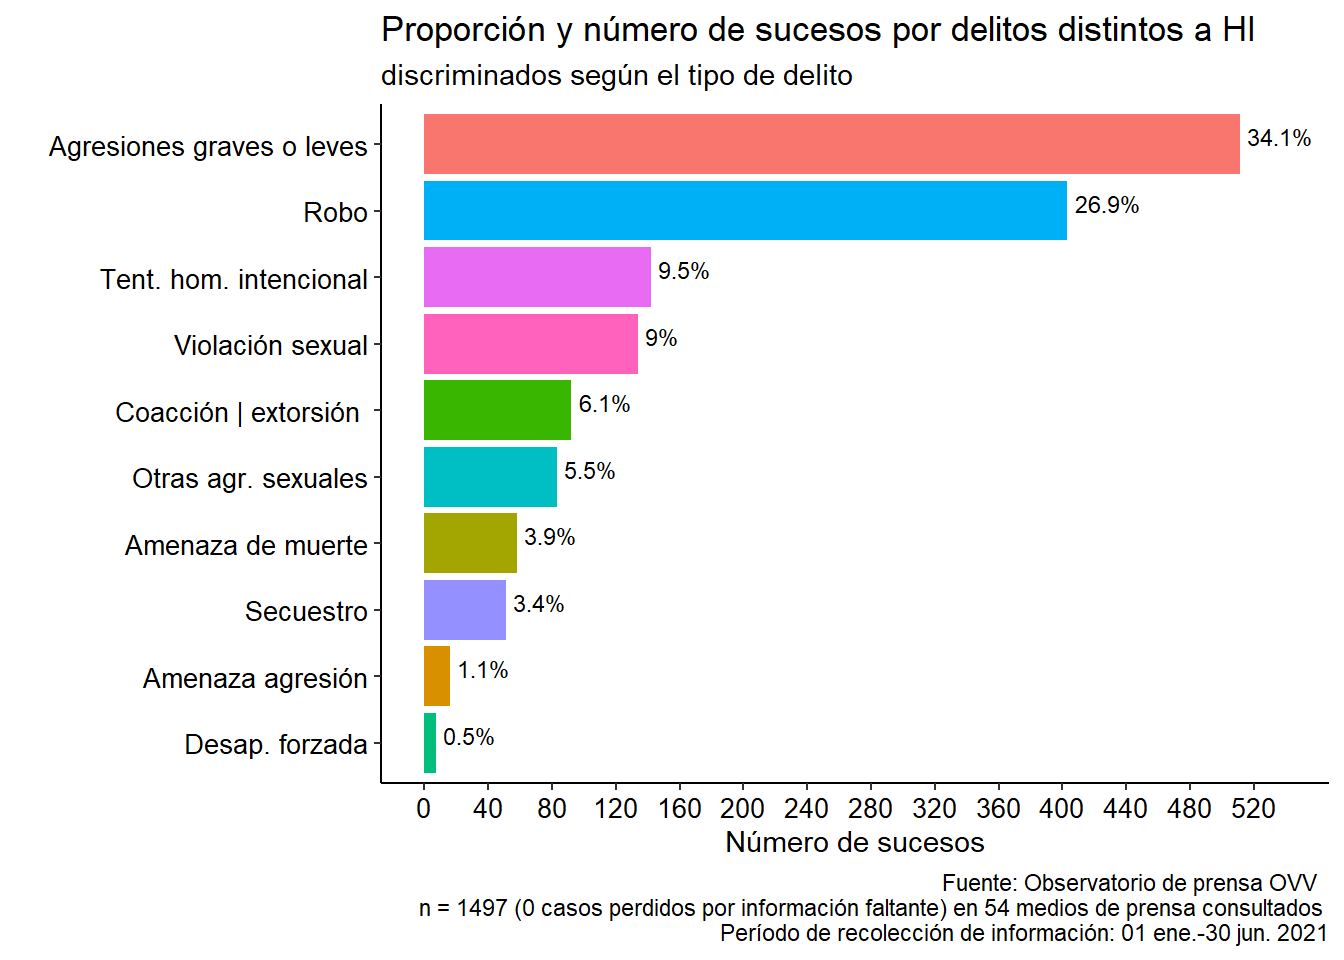 Proporción y número de sucesos por delitos distintos a HI
discriminados según el tipo de delito
Agresiones graves o leves
34.1%
Robo
26.9%
Tent. hom. intencional
9.5%
Violación sexual
9%
Coacción | extorsión
6.1%
Otras agr. sexuales
5.5%
Amenaza de muerte
3.9%
Secuestro
3.4%
Amenaza agresión
1.1%
Desap. forzada
0.5%
0 40 80 120 160 200 240 280 320 360 400 440 480 520
Número de sucesos
Fuente: Observatorio de prensa OVV
n = 1497 (0 casos perdidos por información faltante) en 54 medios de prensa consultados
Período de recolección de información: 01 ene.-30 jun. 2021